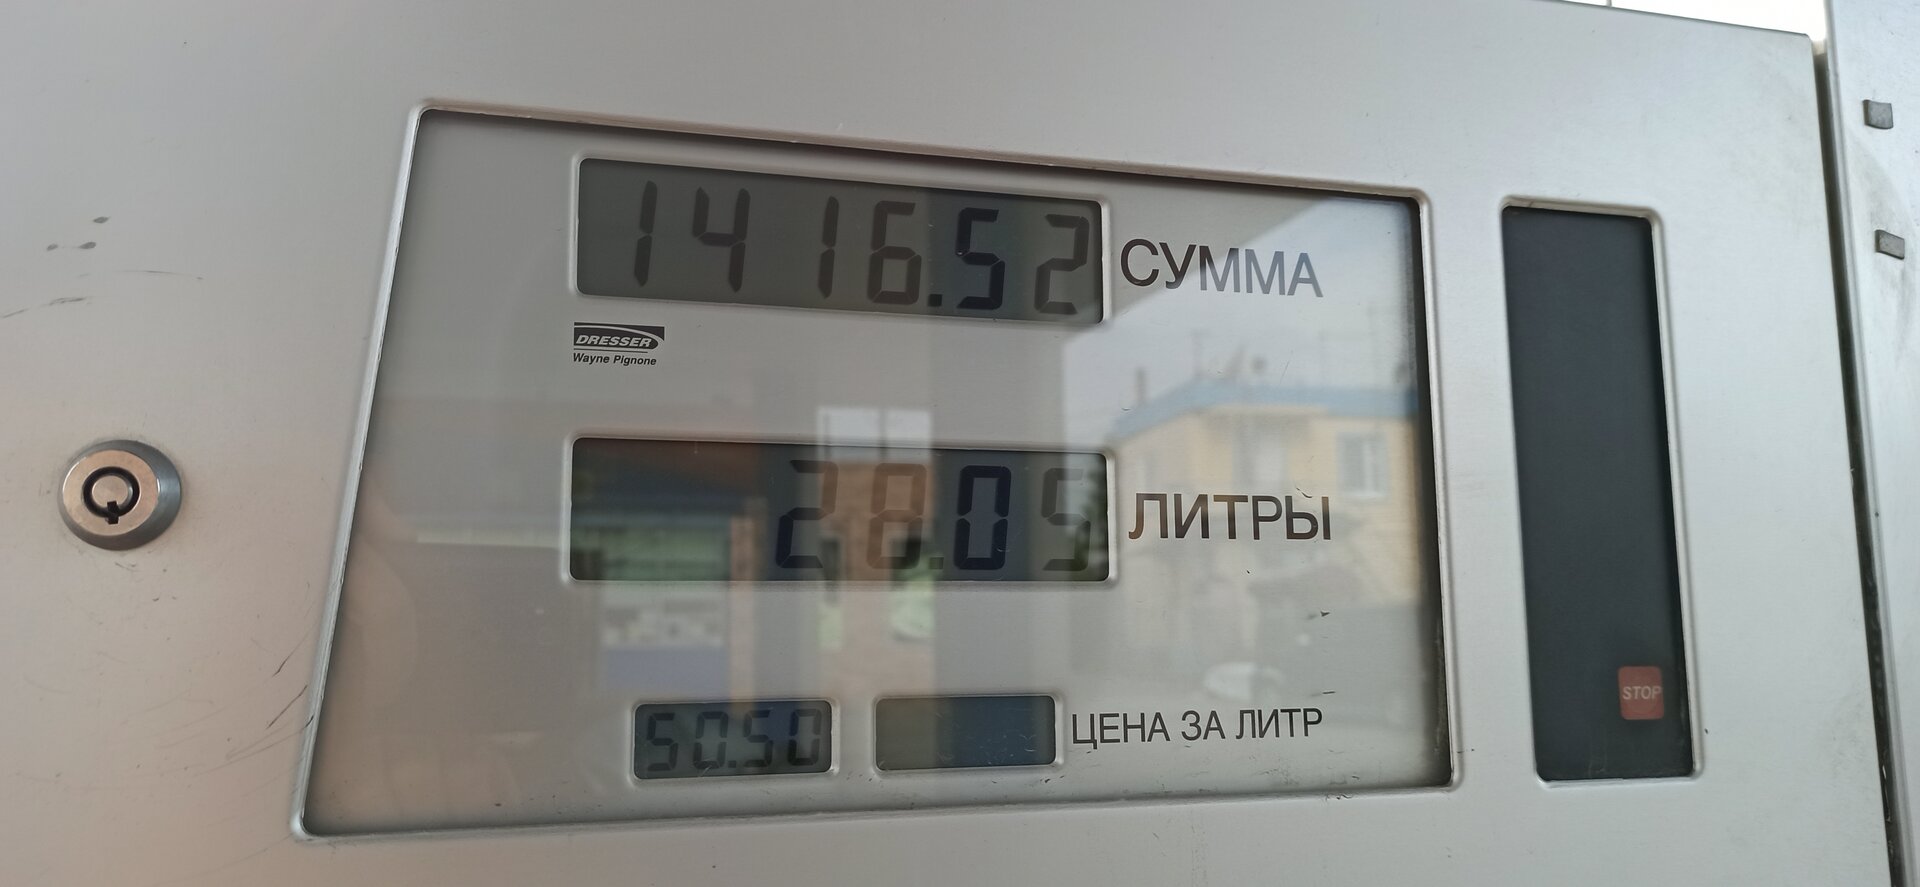 1416.52 СУММА
DRESSER
Wayne Pignone
28.05 ЛИТРЫ
50.50 ЦЕНА ЗА ЛИТР
STOP